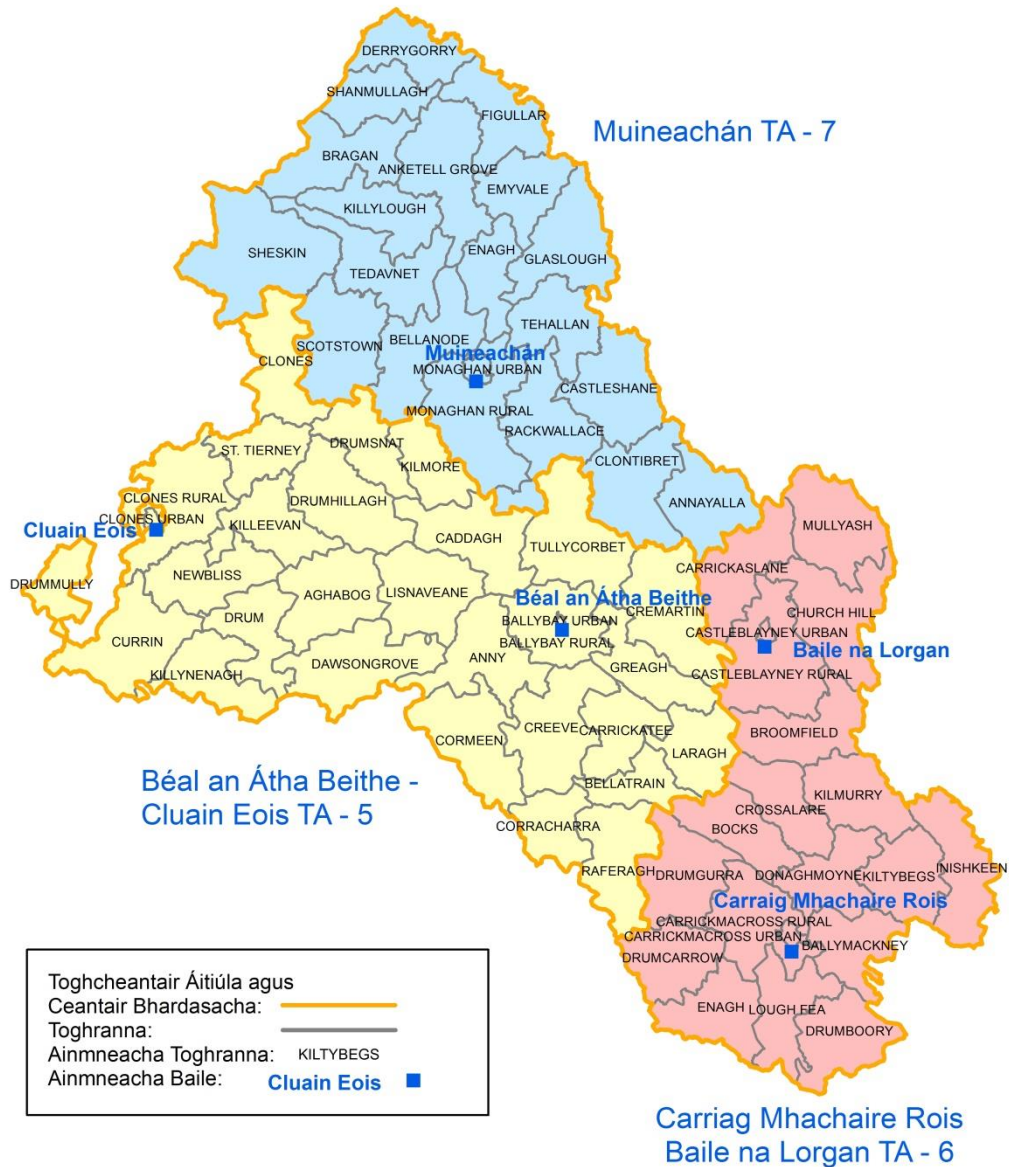 DERRYGORRY
SHANMULLAGH
FIGULLAR
Muineachán TA - 7
BRAGAN
ANKETELL GROVE
EMYVALE
KILLYLOUGH
SHESKIN
ENAGH
GLASLOUGH
TEDAVNET
TEHALLAN
BELLANODE
SCOTSTOWN
Muineachán
CLONES
MONAGHAN URBAN
CASTLESHANE
MONAGHAN RURAL
RACKWALLACE
DRUMSNAT
ST. TIERNEY
CLONTIBRET
KILMORE
ANNAYALLA
CLONES RURAL
DRUMHILLAGH
CLONES URBAN
KILLEEVAN
MULLYASH
Cluain Eois
CADDAGH
TULLYCORBET
CARRICKASLANE
NEWBLISS
DRUMMULLY
AGHABOG
LISNAVEANE
Béal an Átha Beithe
CREMARTIN
CHURCH HILL
DRUM
BALLYBAY URBAN
CASTLEBLAYNEY URBAN
CURRIN
BALLYBAY RURAL
Baile na Lorgan
ANNY
DAWSONGROVE
GREAGH
CASTLEBLAYNEY RURAL
KILLYNENAGH
CREEVE
CARRICKATEE
BROOMFIELD
CORMEEN
LARAGH
Béal an Átha Beithe -
Cluain Eois TA - 5
BELLATRAIN
KILMURRY
CROSSALARE
CORRACHARRA
BOCKS
INISHKEEN
RAFERAGH
DRUMGURRA
DONAGHMOYNE
KILTYBEGS
Carraig Mhachaire Rois
CARRICKMACROSS RURAL
CARRICKMACROSS URBAN
BALLYMACKNEY
DRUMCARROW
ENAGH
LOUGH FEA
DRUMBOORY
Toghcheantair Áitiúla agus
Ceantair Bhardasacha:
Toghranna:
Ainmneacha Toghranna: KILTYBEGS
Ainmneacha Baile: Cluain Eois
Carriag Mhachaire Rois
Baile na Lorgan TA - 6